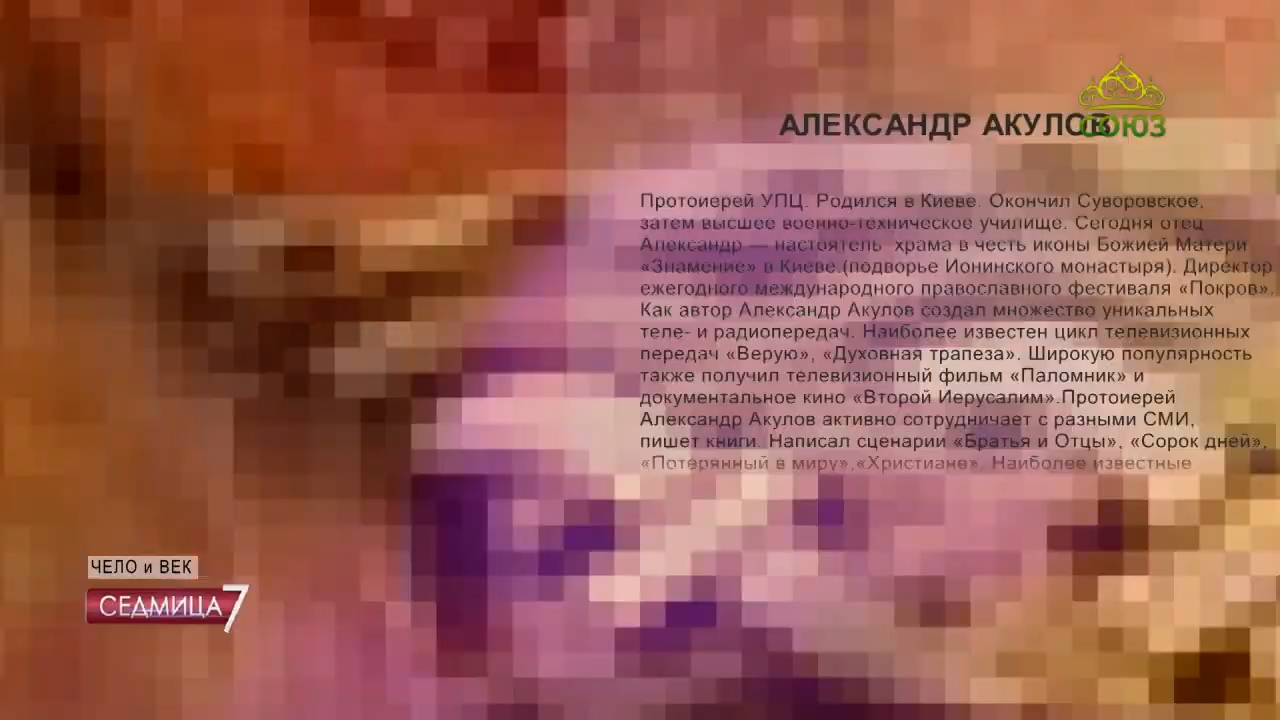 СОЮЗ
АЛЕКСАНДР АКУЛОВ
Протоиерей УПЦ. Родился в Киеве. Окончил Суворовское,
затем высшее военно-техническое училище. Сегодня отец
Александр — настоятель храма в честь иконы Божией Матери
«Знамение» в Киеве.(подворье Ионинского монастыря). Директор
ежегодного международного православного фестиваля «Покров».
Как автор Александр Акулов создал множество уникальных
теле- и радиопередач. Наиболее известен цикл телевизионных
передач «Верую», «Духовная трапеза». Широкую популярность
также получил телевизионный фильм «Паломник» и
документальное кино «Второй Иерусалим».Протоиерей
Александр Акулов активно сотрудничает с разными СМИ,
пишет книги. Написал сценарии «Братья и Отцы», «Сорок дней»,
«Потерянный в миру»,«Христиане». Наиболее известные
ЧЕЛО и ВЕК
СЕДМИЦА 7